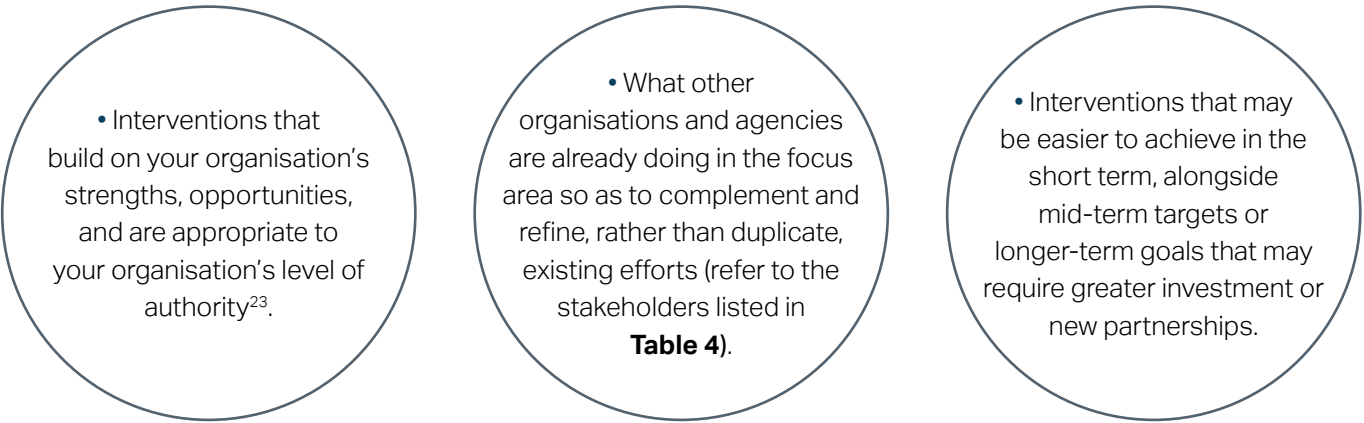 • Interventions that
build on your organisation's
strengths, opportunities,
and are appropriate to
your organisation's level of
authority²³.
• What other
organisations and agencies
are already doing in the focus
area so as to complement and
refine, rather than duplicate,
existing efforts (refer to the
stakeholders listed in
Table 4).
• Interventions that may
be easier to achieve in the
short term, alongside
mid-term targets or
longer-term goals that may
require greater investment or
new partnerships.